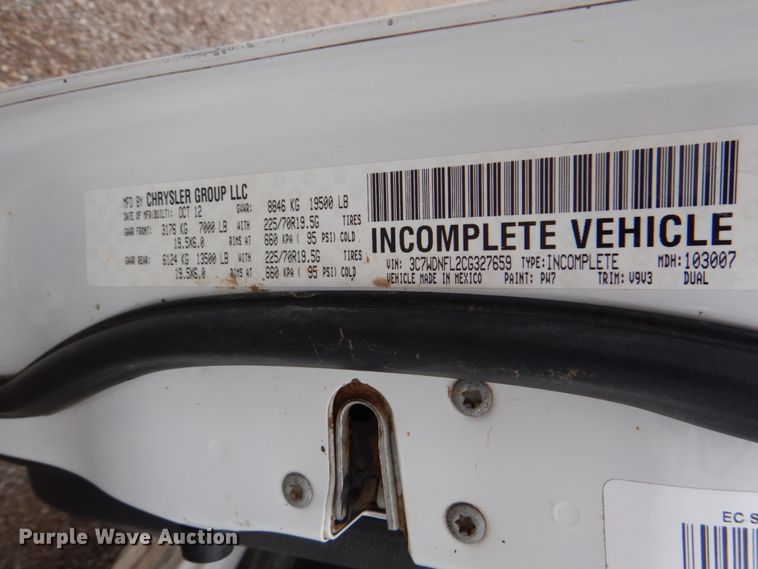 MFD BY CHRYSLER GROUP LLC
DATE OF MFR(BUILT): OCT 12 GVWR: 8846 KG 19500 LB
GAWR FRONT: 3176 KG 7000 LB WITH 225/70R19.5G TIRES
19.5X6.0 RIMS AT 660 KPA ( 95 PSI) COLD
GAWR REAR: 6124 KG 13500 LB WITH 225/70R19.5G TIRES
19.5X6.0 RIMS AT 660 KPA ( 95 PSI) COLD
INCOMPLETE VEHICLE
VIN: 3C7WDNFL2CG327659 TYPE: INCOMPLETE MDH: 103007
VEHICLE MADE IN MEXICO PAINT: PW7 TRIM: V9V3 DUAL
EC S
Purple Wave Auction